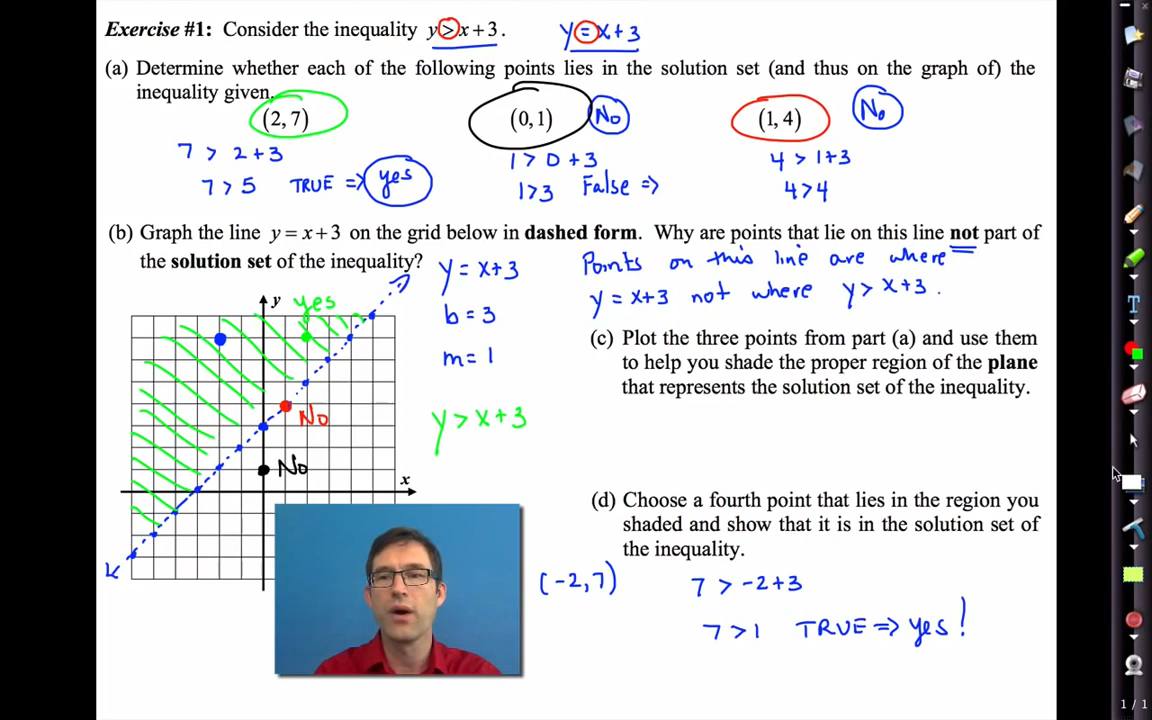 Exercise #1: Consider the inequality y > x + 3. y = x + 3
(a) Determine whether each of the following points lies in the solution set (and thus on the graph of) the
inequality given.
(2, 7) (0, 1) No (1, 4) No
7 > 2 + 3 1 > 0 + 3 4 > 1 + 3
7 > 5 TRUE ⇒ yes 1 > 3 False ⇒ 4 > 4
(b) Graph the line y = x + 3 on the grid below in dashed form. Why are points that lie on this line not part of
the solution set of the inequality?
y = x + 3
b = 3
m = 1
Points on this line are where
y = x + 3 not where y > x + 3.
y
yes
No
No
x
y > x + 3
(c) Plot the three points from part (a) and use them
to help you shade the proper region of the plane
that represents the solution set of the inequality.
(d) Choose a fourth point that lies in the region you
shaded and show that it is in the solution set of
the inequality.
(-2, 7) 7 > -2 + 3
7 > 1 TRUE ⇒ yes!
T
1 / 1